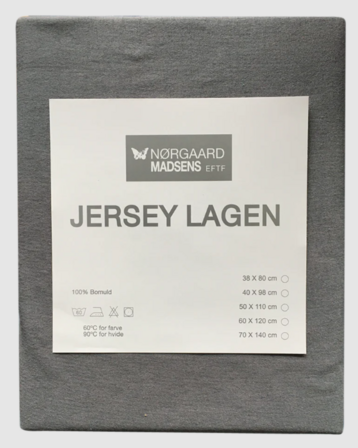 NØRGAARD
MADSENS EFTF
JERSEY LAGEN
38 X 80 cm
100% Bomuld
40 X 98 cm
50 X 110 cm
60 X 120 cm
60°C for farve
90°C for hvide
70 X 140 cm